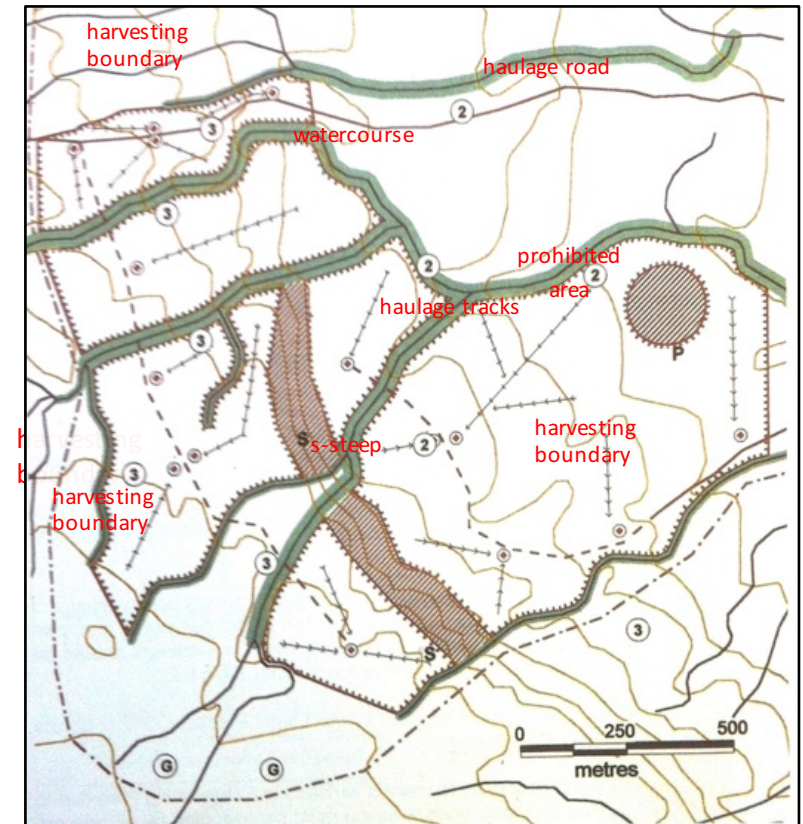 harvesting
boundary
haulage road
2
3
watercourse
3
prohibited
area
2
2
haulage tracks
3
P
S
s-steep
2
harvesting
boundary
harvesting
3
harvesting
boundary
3
3
S
0 250 500
metres
G
G